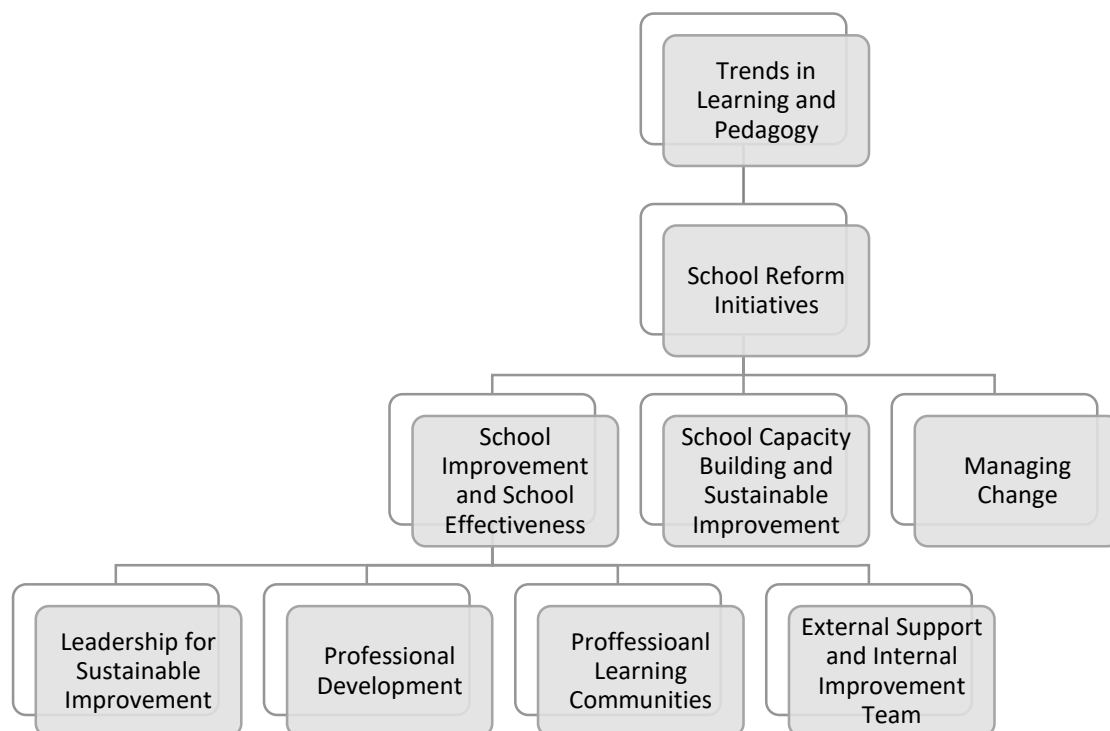 Trends in
Learning and
Pedagogy
School Reform
Initiatives
School
Improvement
and School
Effectiveness
School Capacity
Building and
Sustainable
Improvement
Managing
Change
Leadership for
Sustainable
Improvement
Professional
Development
Proffessioanl
Learning
Communities
External Support
and Internal
Improvement
Team